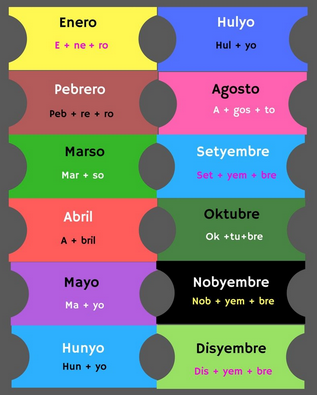 Enero
E + ne + ro
Pebrero
Peb + re + ro
Marso
Mar + so
Abril
A + bril
Mayo
Ma + yo
Hunyo
Hun + yo
Hulyo
Hul + yo
Agosto
A + gos + to
Setyembre
Set + yem + bre
Oktubre
Ok +tu+bre
Nobyembre
Nob + yem + bre
Disyembre
Dis + yem + bre